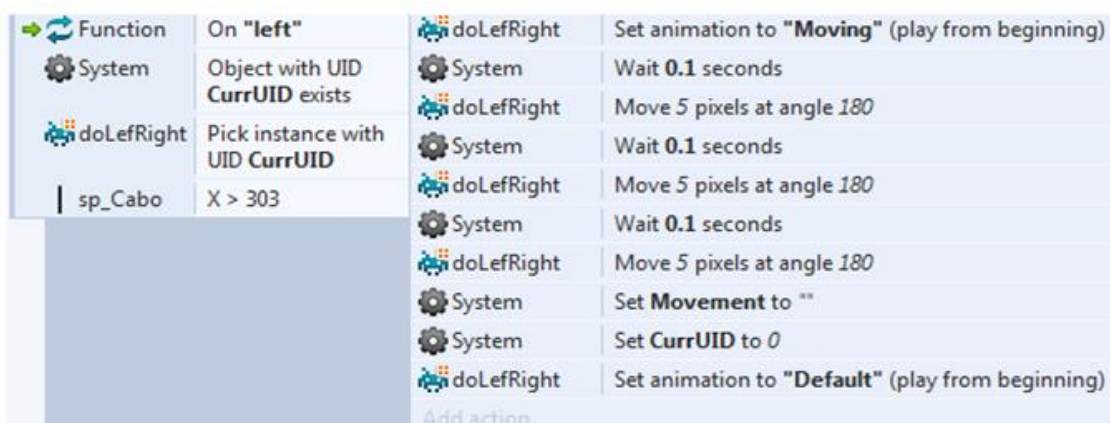 Function On "left"
System Object with UID
CurrUID exists
doLefRight Pick instance with
UID CurrUID
sp_Cabo X > 303
doLefRight Set animation to "Moving" (play from beginning)
System Wait 0.1 seconds
doLefRight Move 5 pixels at angle 180
System Wait 0.1 seconds
doLefRight Move 5 pixels at angle 180
System Wait 0.1 seconds
doLefRight Move 5 pixels at angle 180
System Set Movement to ""
System Set CurrUID to 0
doLefRight Set animation to "Default" (play from beginning)
Add action